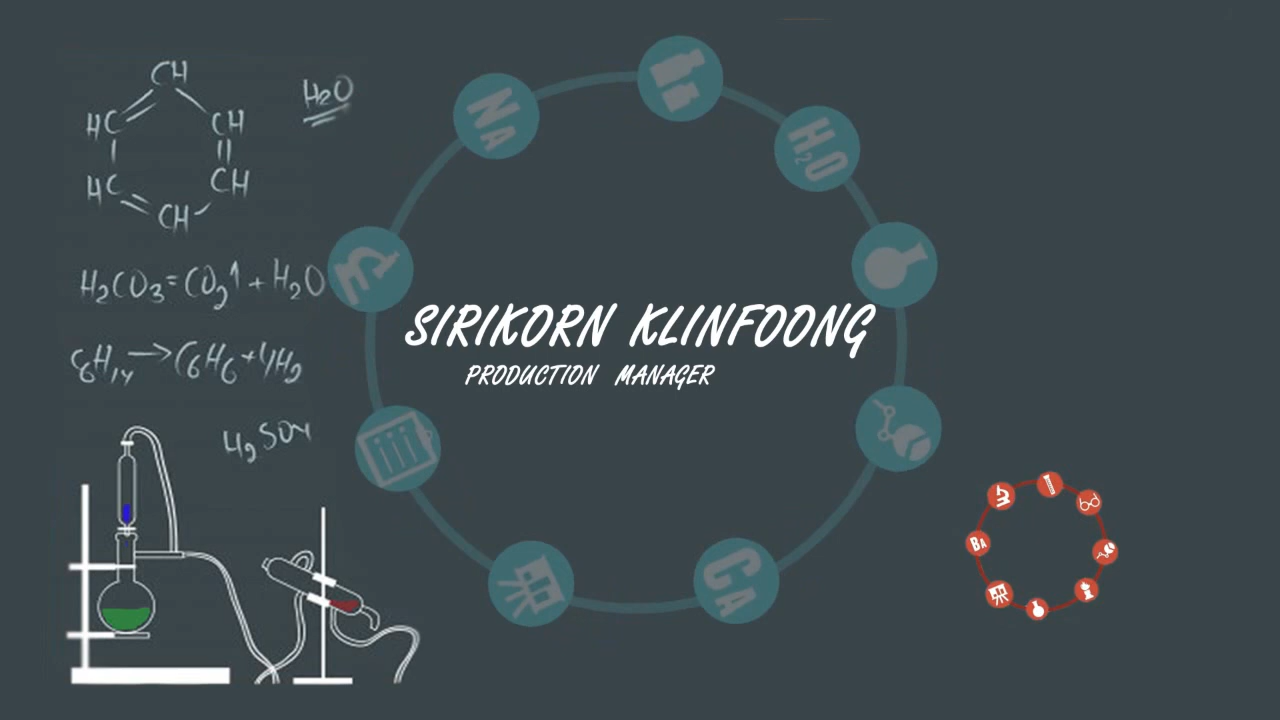 CH
H2O
HC CH
HC CH
CH
H2CO3=CO2↑+H2O
C6H14→C6H6+4H2
H2SO4
NA
H2O
SIRIKORN KLINFOONG
PRODUCTION MANAGER
CA
BA